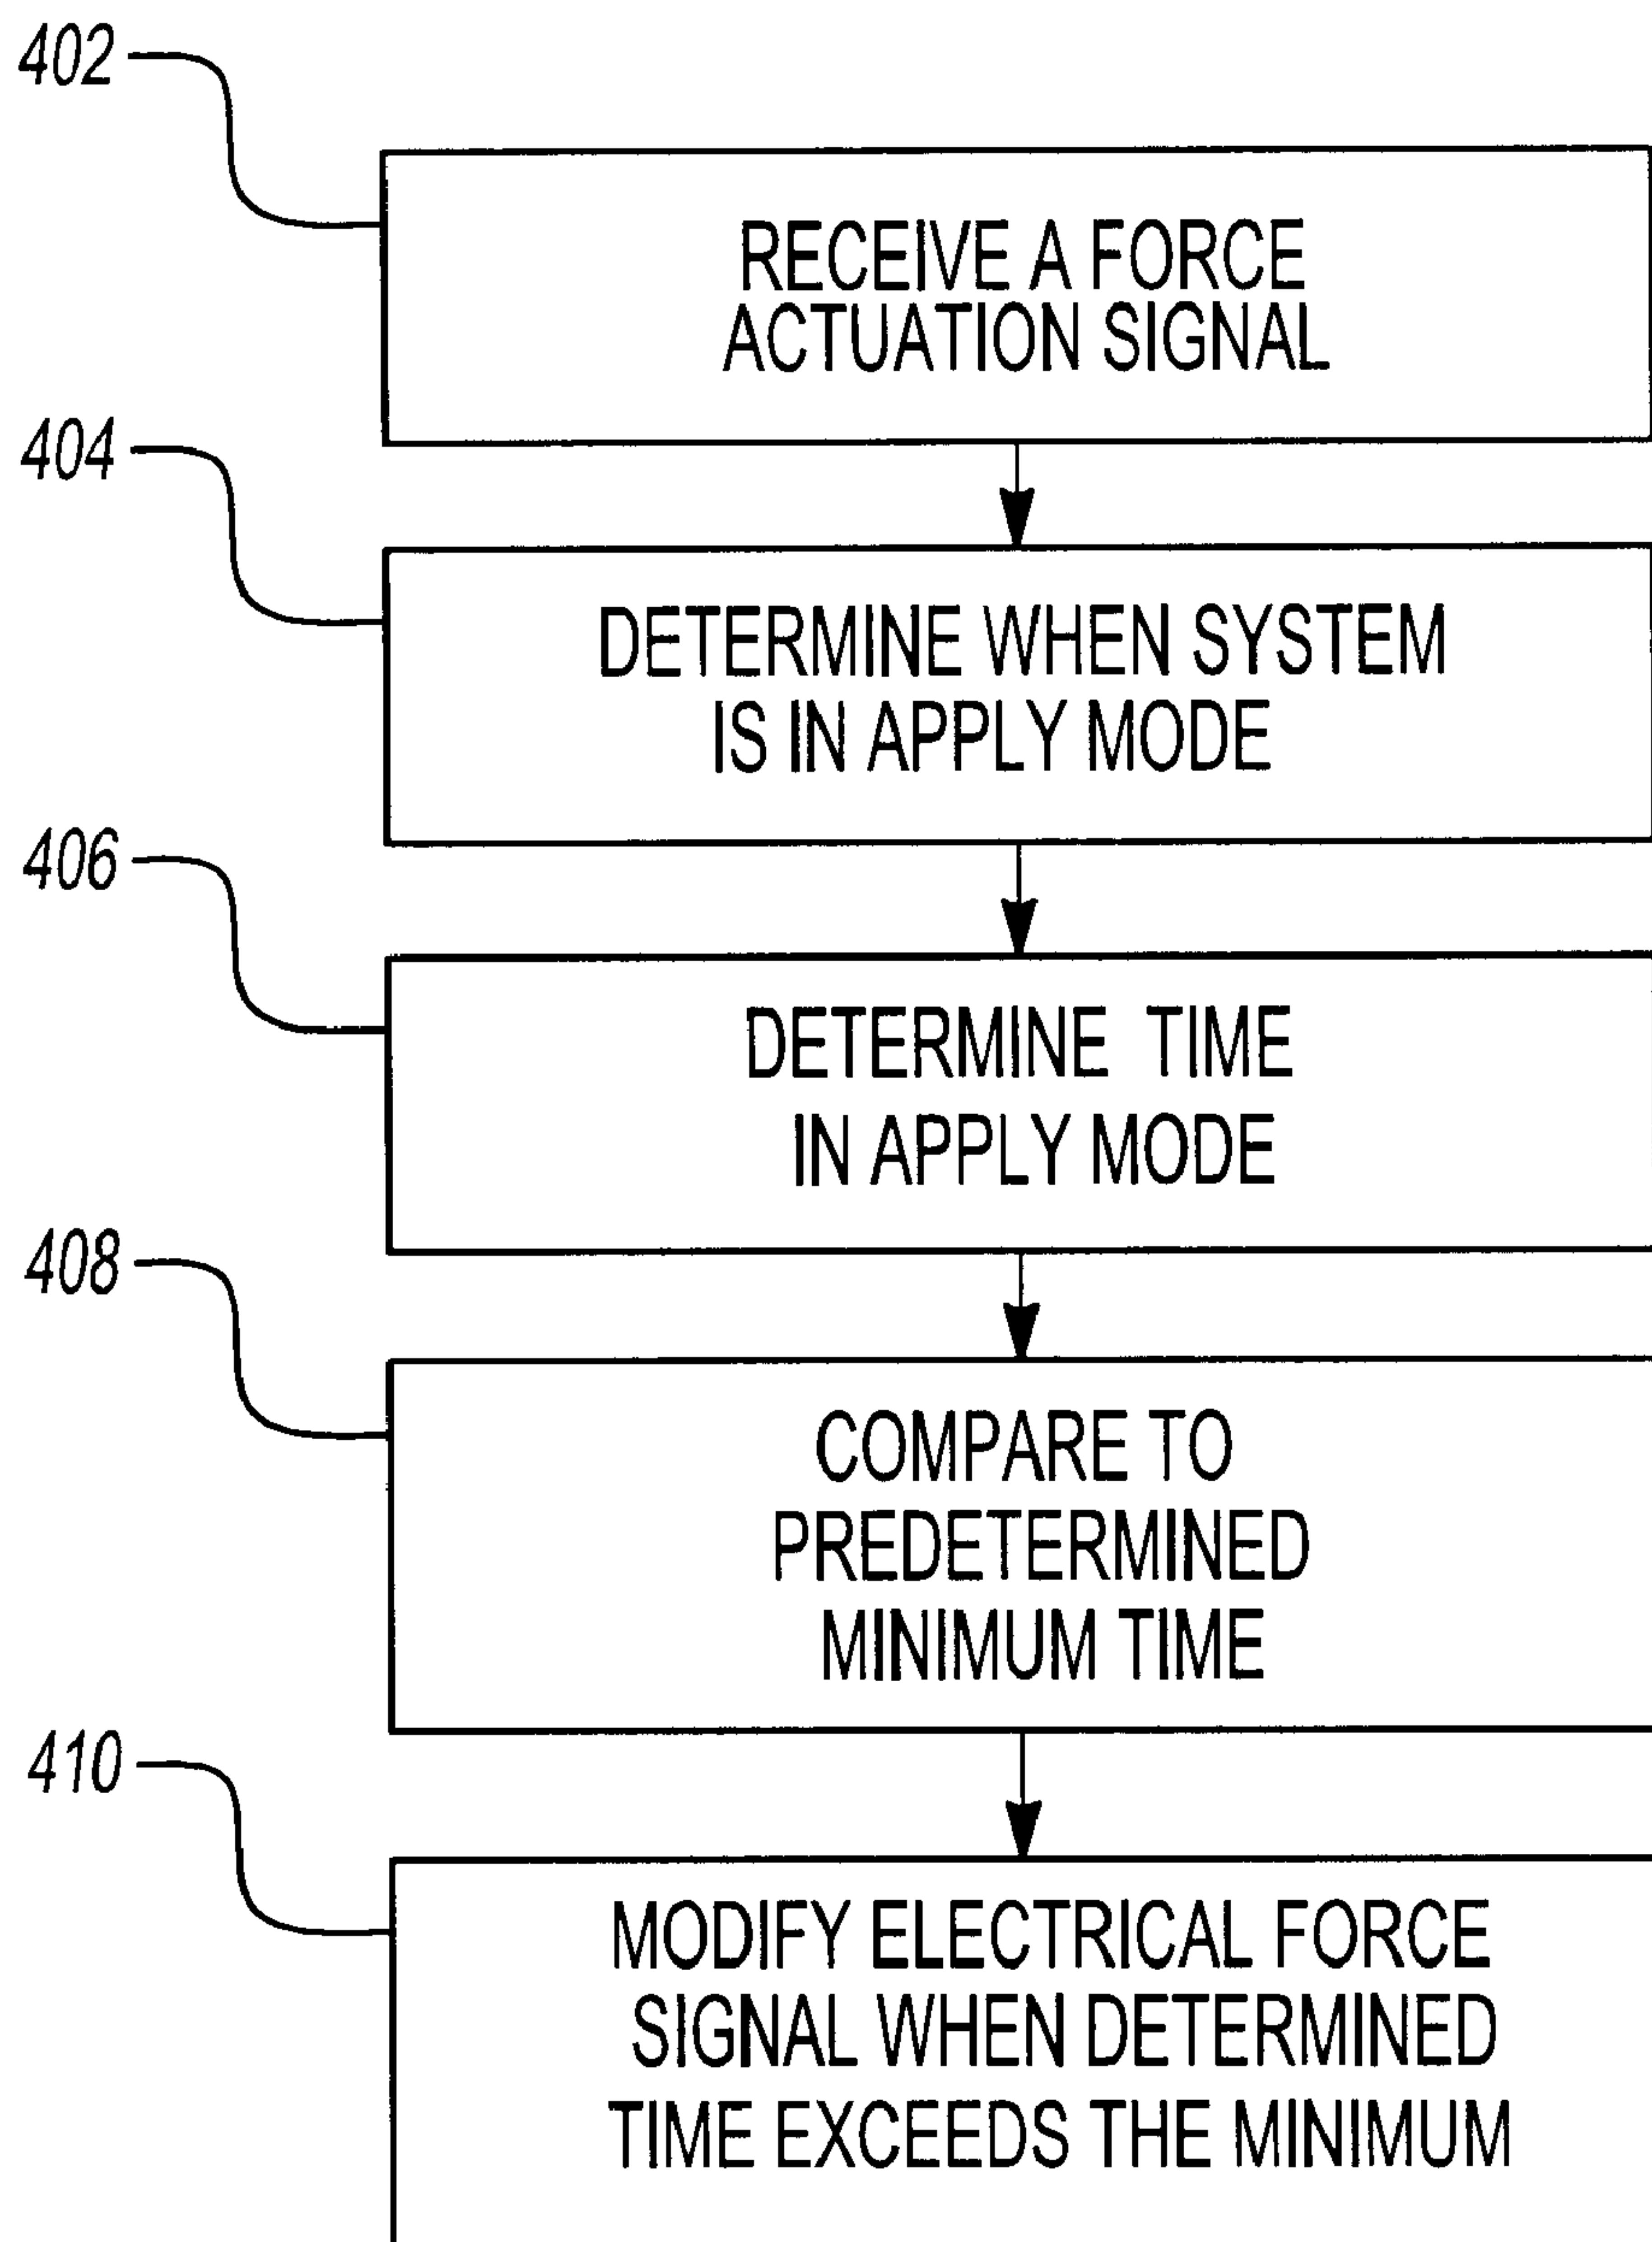 402
RECEIVE A FORCE
ACTUATION SIGNAL
404
DETERMINE WHEN SYSTEM
IS IN APPLY MODE
406
DETERMINE TIME
IN APPLY MODE
408
COMPARE TO
PREDETERMINED
MINIMUM TIME
410
MODIFY ELECTRICAL FORCE
SIGNAL WHEN DETERMINED
TIME EXCEEDS THE MINIMUM